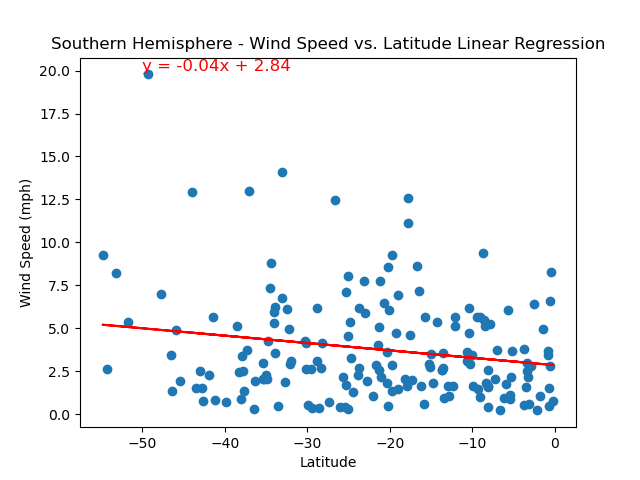 Southern Hemisphere - Wind Speed vs. Latitude Linear Regression
y = -0.04x + 2.84
20.0
17.5
15.0
12.5
10.0
7.5
5.0
2.5
0.0
Wind Speed (mph)
−50 −40 −30 −20 −10 0
Latitude